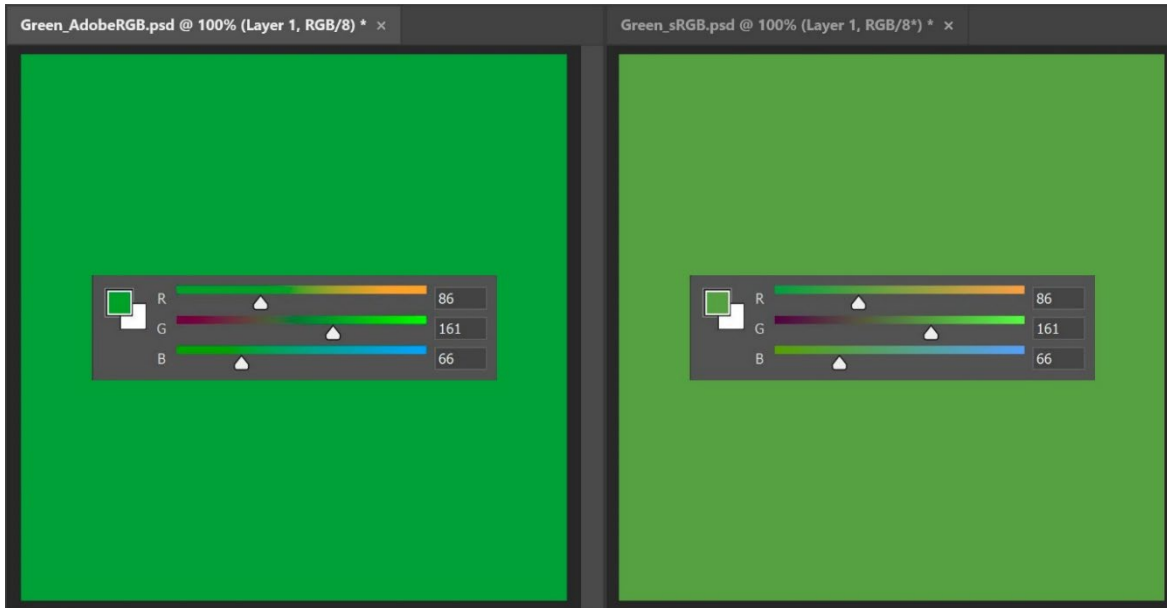 Green_AdobeRGB.psd @ 100% (Layer 1, RGB/8) * ×
Green_sRGB.psd @ 100% (Layer 1, RGB/8*) * ×
R 86
G 161
B 66
R 86
G 161
B 66